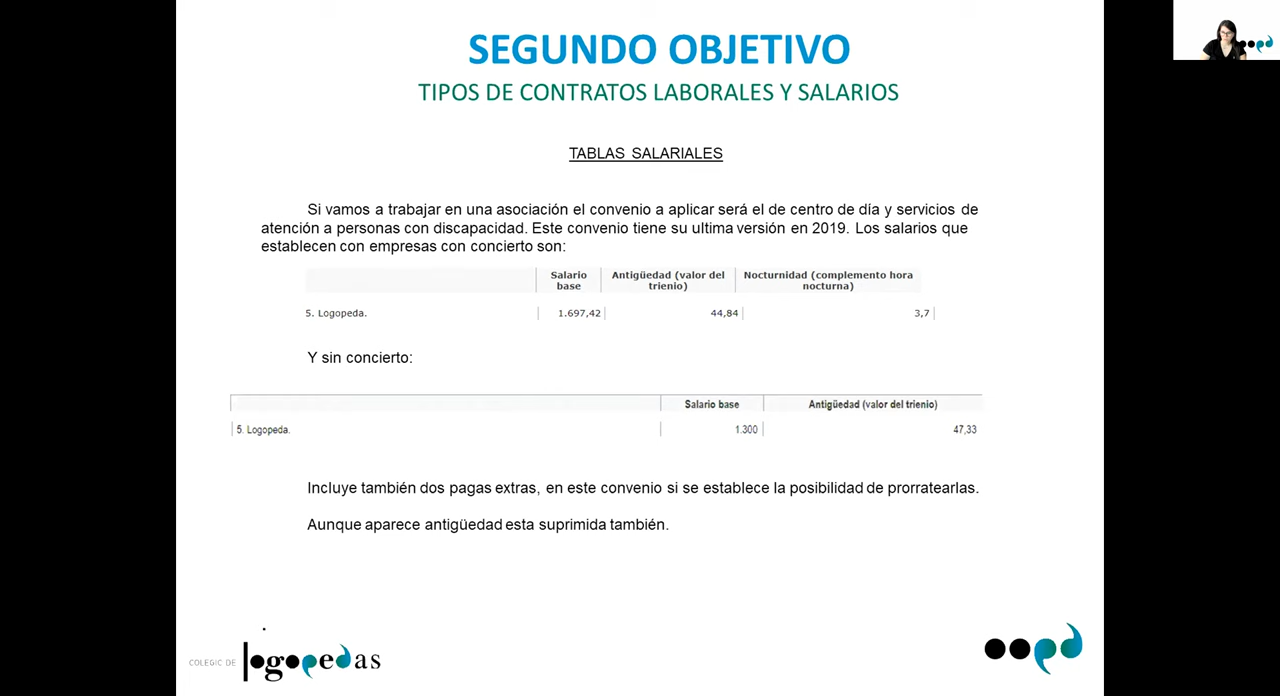 SEGUNDO OBJETIVO
TIPOS DE CONTRATOS LABORALES Y SALARIOS
TABLAS SALARIALES
Si vamos a trabajar en una asociación el convenio a aplicar será el de centro de día y servicios de
atención a personas con discapacidad. Este convenio tiene su ultima versión en 2019. Los salarios que
establecen con empresas con concierto son:
Salario base Antigüedad (valor del trienio) Nocturnidad (complemento hora nocturna)
5. Logopeda. 1.697,42 44,84 3,7
Y sin concierto:
Salario base Antigüedad (valor del trienio)
5. Logopeda. 1.300 47,33
Incluye también dos pagas extras, en este convenio si se establece la posibilidad de prorratearlas.
Aunque aparece antigüedad esta suprimida también.
.
COLEGIC DE logopedas